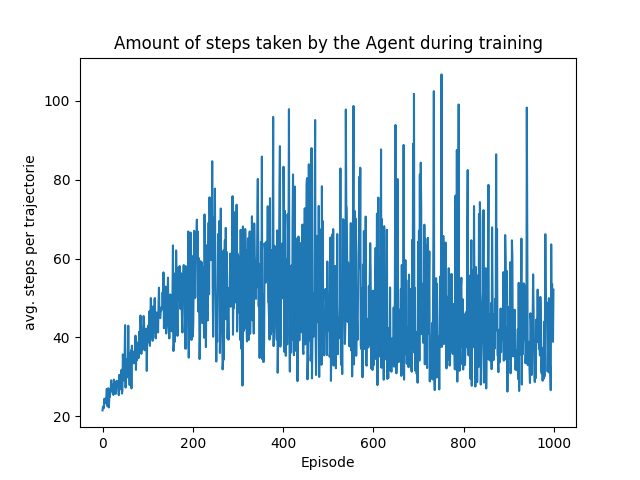 Amount of steps taken by the Agent during training
avg. steps per trajectorie
100
80
60
40
20
0 200 400 600 800 1000
Episode